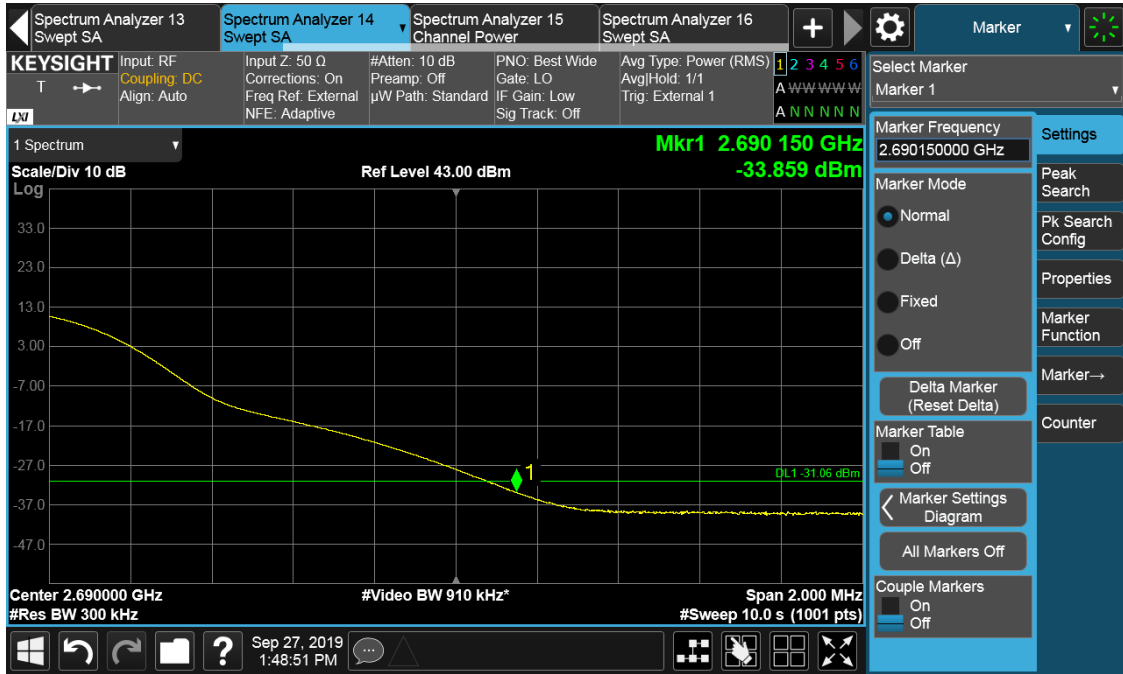 Spectrum Analyzer 13
Swept SA
Spectrum Analyzer 14
Swept SA
Spectrum Analyzer 15
Channel Power
Spectrum Analyzer 16
Swept SA
+
Marker
KEYSIGHT
T
LXI
Input: RF
Coupling: DC
Align: Auto
Input Z: 50 Ω
Corrections: On
Freq Ref: External
NFE: Adaptive
#Atten: 10 dB
Preamp: Off
µW Path: Standard
PNO: Best Wide
Gate: LO
IF Gain: Low
Sig Track: Off
Avg Type: Power (RMS)
Avg|Hold: 1/1
Trig: External 1
1 2 3 4 5 6
A W W W W W
A N N N N N
Select Marker
Marker 1
1 Spectrum
Mkr1 2.690 150 GHz
-33.859 dBm
Scale/Div 10 dB
Ref Level 43.00 dBm
Log
33.0
23.0
13.0
3.00
-7.00
-17.0
-27.0
-37.0
-47.0
1
DL1 -31.06 dBm
Center 2.690000 GHz
#Video BW 910 kHz*
Span 2.000 MHz
#Res BW 300 kHz
#Sweep 10.0 s (1001 pts)
Marker Frequency
2.690150000 GHz
Marker Mode
Normal
Delta (Δ)
Fixed
Off
Delta Marker
(Reset Delta)
Marker Table
On
Off
Marker Settings
Diagram
All Markers Off
Couple Markers
On
Off
Settings
Peak
Search
Pk Search
Config
Properties
Marker
Function
Marker→
Counter
?
Sep 27, 2019
1:48:51 PM